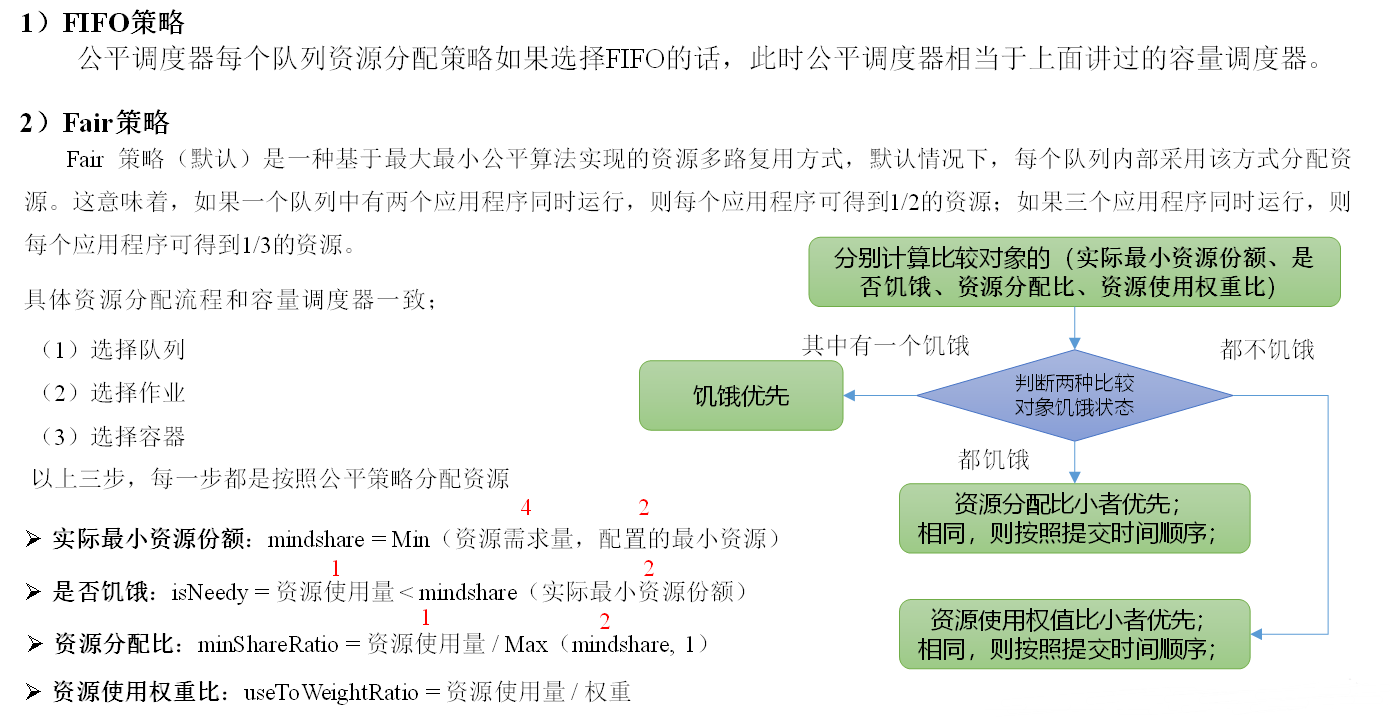 1）FIFO策略
公平调度器每个队列资源分配策略如果选择FIFO的话，此时公平调度器相当于上面讲过的容量调度器。
2）Fair策略
Fair 策略（默认）是一种基于最大最小公平算法实现的资源多路复用方式，默认情况下，每个队列内部采用该方式分配资
源。这意味着，如果一个队列中有两个应用程序同时运行，则每个应用程序可得到1/2的资源；如果三个应用程序同时运行，则
每个应用程序可得到1/3的资源。
具体资源分配流程和容量调度器一致；
（1）选择队列
（2）选择作业
（3）选择容器
以上三步，每一步都是按照公平策略分配资源
4 2
➢ 实际最小资源份额：mindshare = Min（资源需求量，配置的最小资源）
1 2
➢ 是否饥饿：isNeedy = 资源使用量 < mindshare（实际最小资源份额）
1 2
➢ 资源分配比：minShareRatio = 资源使用量 / Max（mindshare, 1）
➢ 资源使用权重比：useToWeightRatio = 资源使用量 / 权重
分别计算比较对象的（实际最小资源份额、是
否饥饿、资源分配比、资源使用权重比）
其中有一个饥饿
都不饥饿
判断两种比较
对象饥饿状态
饥饿优先
都饥饿
资源分配比小者优先；
相同，则按照提交时间顺序；
资源使用权值比小者优先；
相同，则按照提交时间顺序；